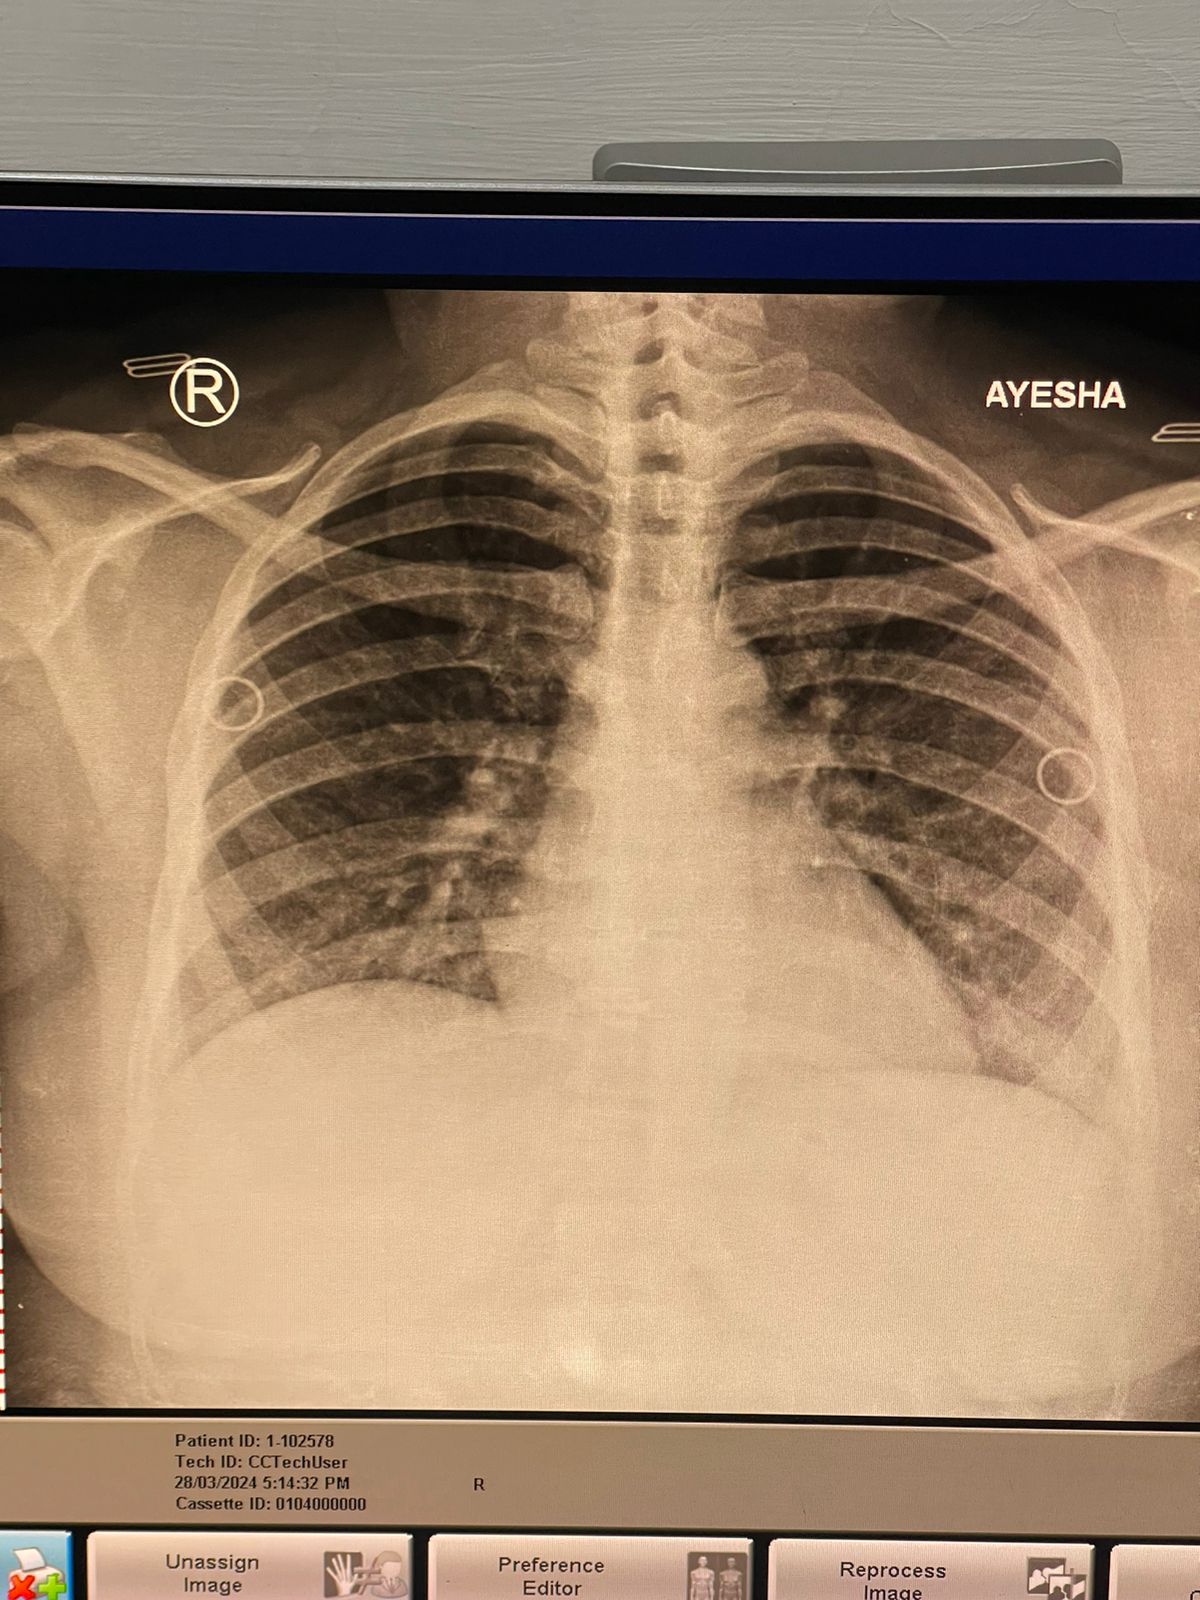 R
AYESHA
Patient ID: 1-102578
Tech ID: CCTechUser
28/03/2024 5:14:32 PM
R
Cassette ID: 0104000000
Unassign
Image
Preference
Editor
Reprocess
Image